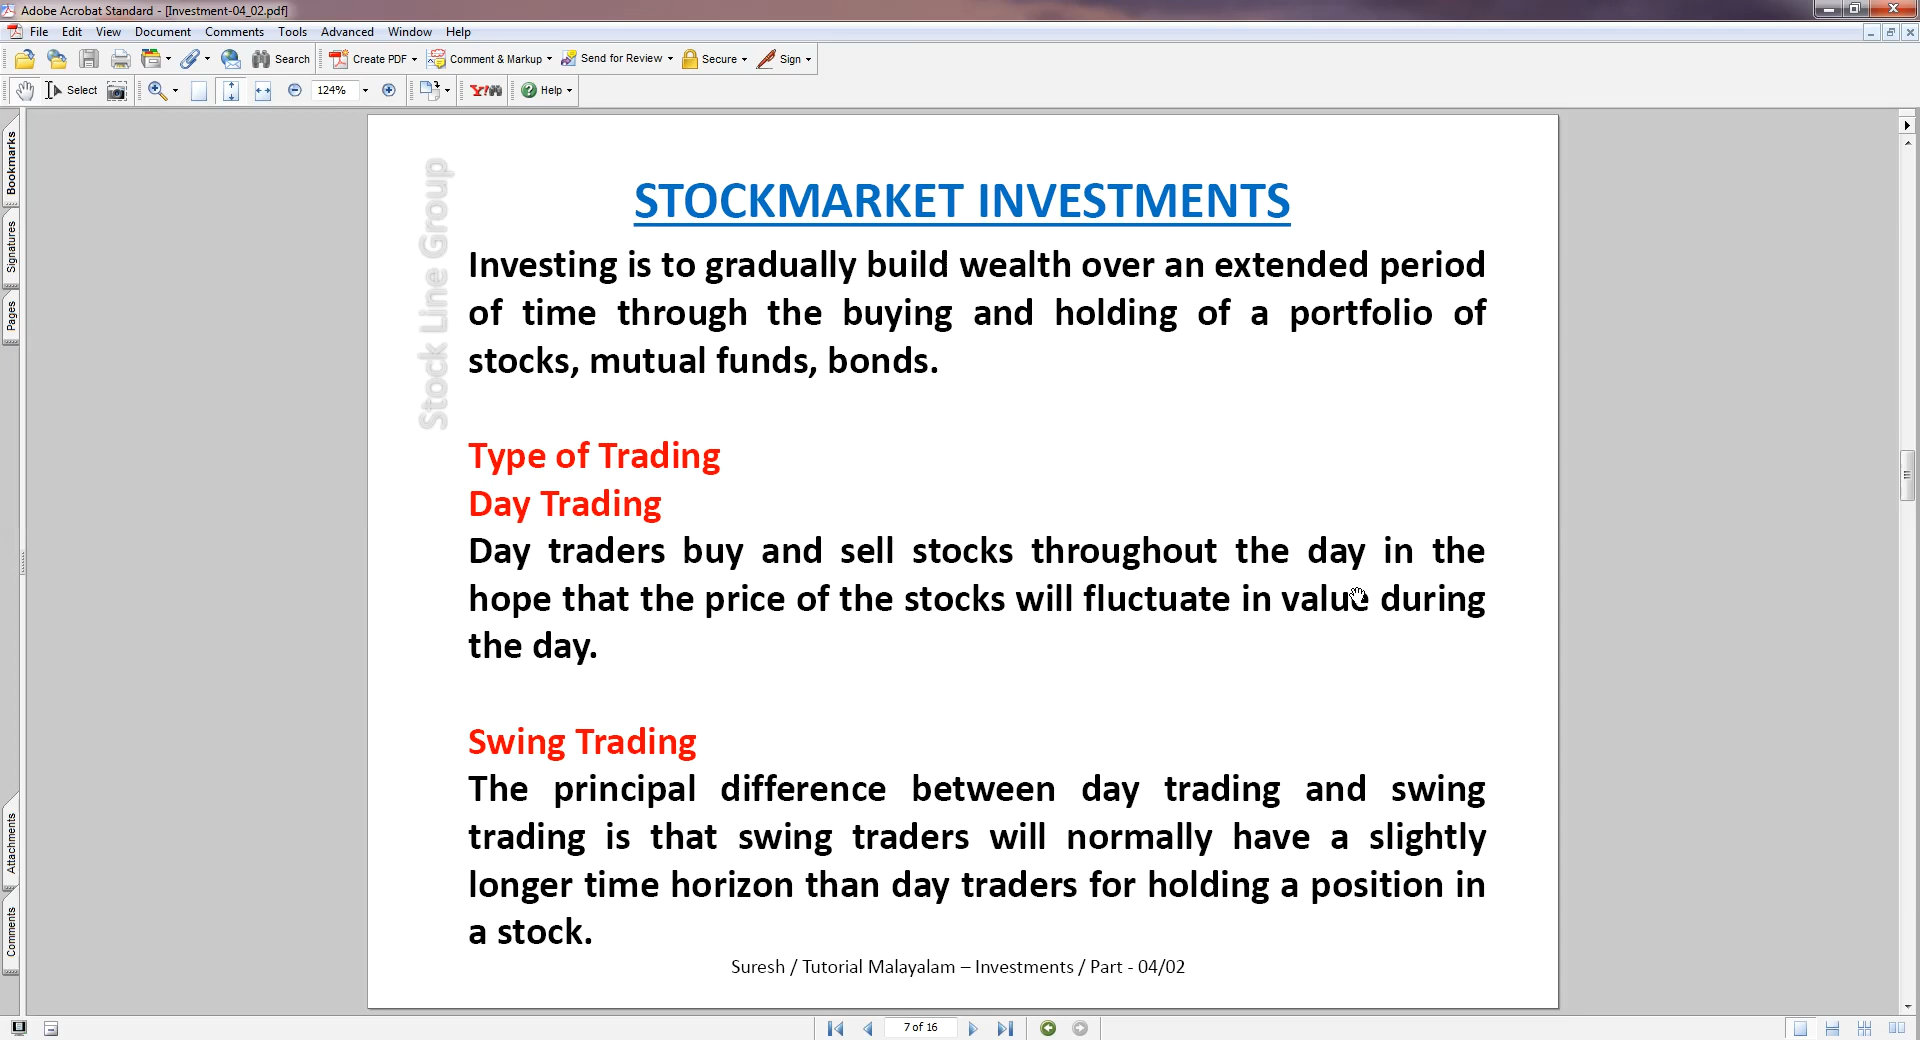 Adobe Acrobat Standard - [Investment-04_02.pdf]
File Edit View Document Comments Tools Advanced Window Help
Search Create PDF Comment & Markup Send for Review Secure Sign
Select 124% Y! Help
Bookmarks
Signatures
Pages
Attachments
Comments
Stock Line Group
STOCKMARKET INVESTMENTS
Investing is to gradually build wealth over an extended period
of time through the buying and holding of a portfolio of
stocks, mutual funds, bonds.
Type of Trading
Day Trading
Day traders buy and sell stocks throughout the day in the
hope that the price of the stocks will fluctuate in value during
the day.
Swing Trading
The principal difference between day trading and swing
trading is that swing traders will normally have a slightly
longer time horizon than day traders for holding a position in
a stock.
Suresh / Tutorial Malayalam – Investments / Part - 04/02
7 of 16